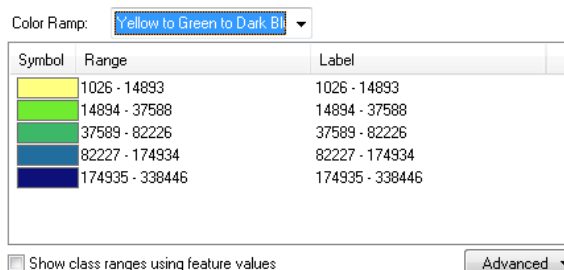 Color Ramp: Yellow to Green to Dark Bl
Symbol Range Label
1026 - 14893 1026 - 14893
14894 - 37588 14894 - 37588
37589 - 82226 37589 - 82226
82227 - 174934 82227 - 174934
174935 - 338446 174935 - 338446
Show class ranges using feature values Advanced